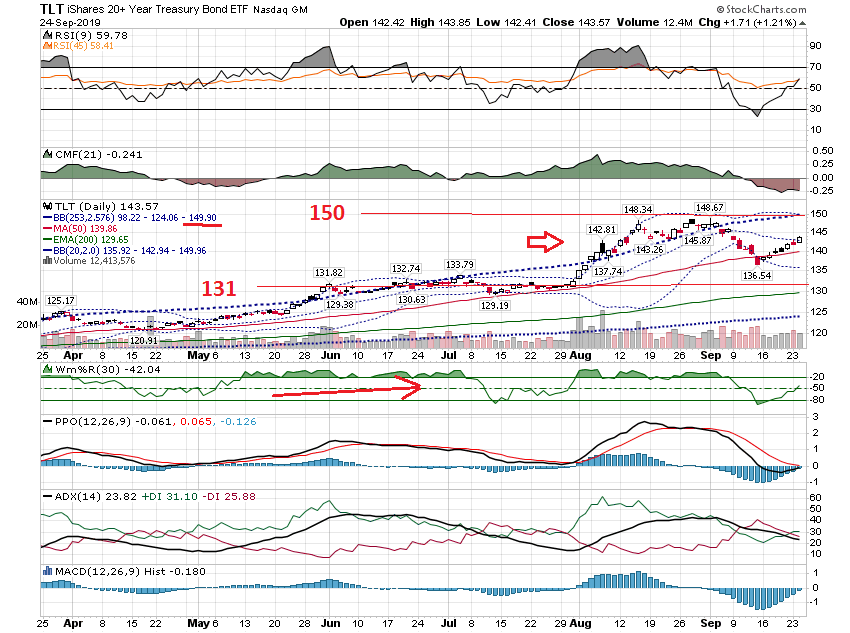 TLT iShares 20+ Year Treasury Bond ETF Nasdaq GM
© StockCharts.com
24-Sep-2019
Open 142.42 High 143.85 Low 142.41 Close 143.57 Volume 12.4M Chg +1.71 (+1.21%)
RSI(9) 59.78
RSI(45) 58.41
90
70
50
30
10
CMF(21) -0.241
0.50
0.25
0.00
-0.25
TLT (Daily) 143.57
BB(253,2.576) 98.22 - 124.06 - 149.90
MA(50) 139.86
EMA(200) 129.65
BB(20,2.0) 135.92 - 142.94 - 149.96
Volume 12,413,576
150
131
148.34
148.67
142.81
143.26
145.87
137.74
136.54
131.82
132.74
133.79
129.38
130.63
129.19
125.17
120.91
150
145
140
135
130
125
120
40M
20M
25 Apr 8 15 22 May 6 13 20 Jun 10 17 24 Jul 8 15 22 29 Aug 12 19 26 Sep 9 16 23
Wm%R(30) -42.04
-20
-50
-80
PPO(12,26,9) -0.061, 0.065, -0.126
3
2
1
0
-1
ADX(14) 23.82 +DI 31.10 -DI 25.88
60
50
40
30
20
10
MACD(12,26,9) Hist -0.180
1
0
-1
25 Apr 8 15 22 May 6 13 20 Jun 10 17 24 Jul 8 15 22 29 Aug 12 19 26 Sep 9 16 23